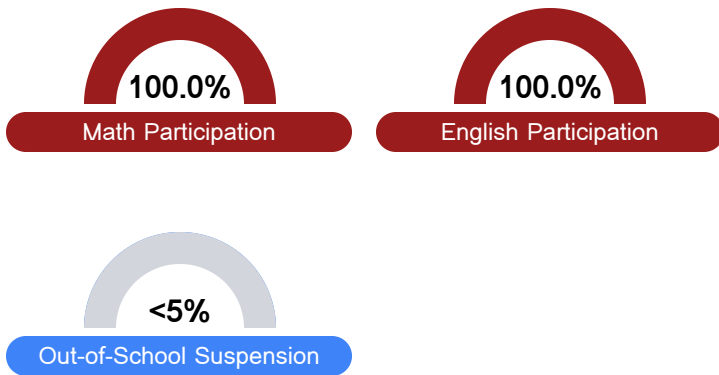 100.0%
Math Participation
100.0%
English Participation
<5%
Out-of-School Suspension